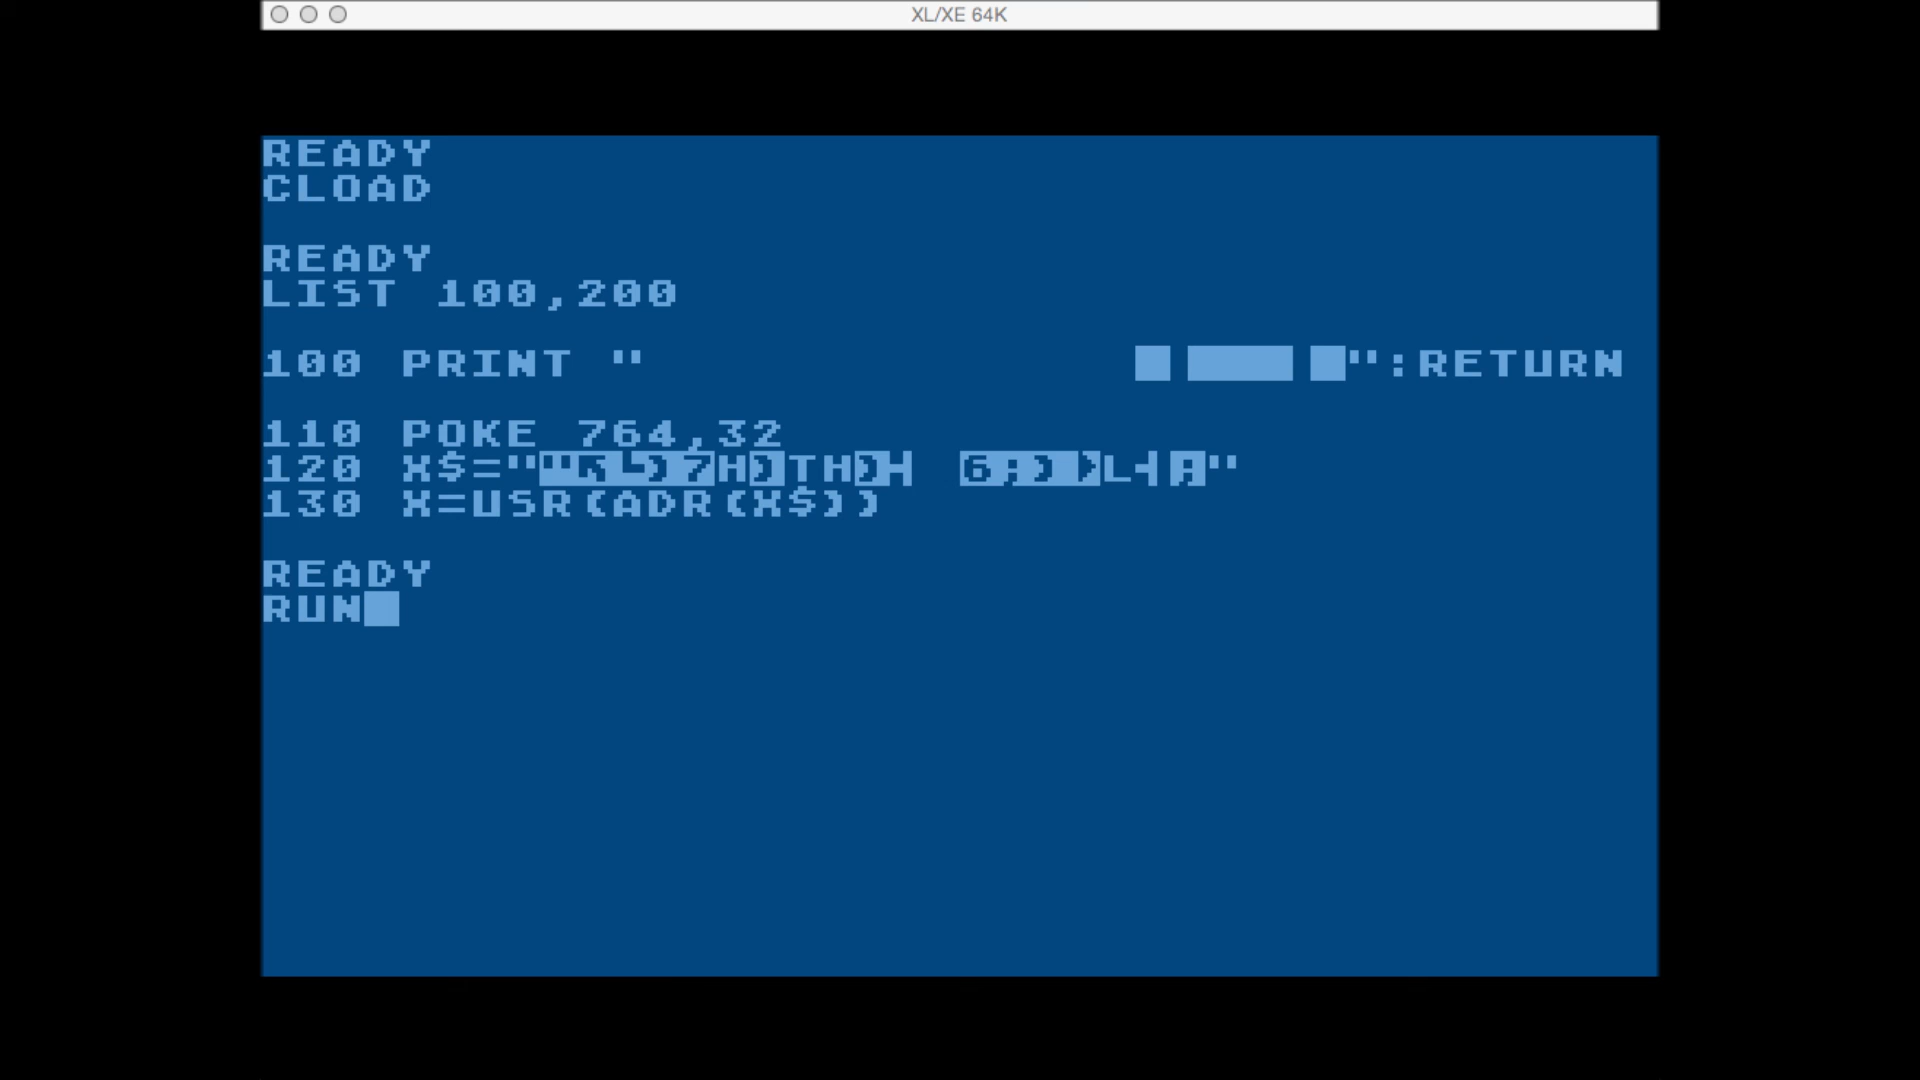 XL/XE 64K
READY
CLOAD
READY
LIST 100,200
100 PRINT " ":RETURN
110 POKE 764,32
120 X$=" "
130 X=USR(ADR(X$))
READY
RUN